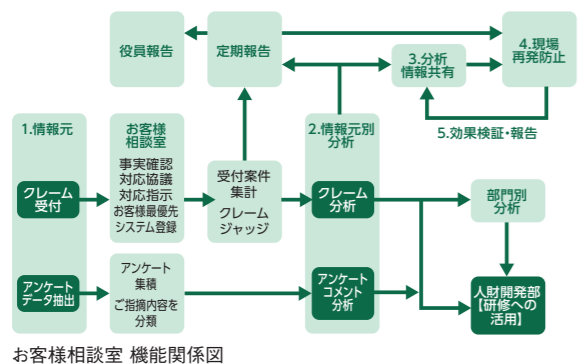 役員報告
定期報告
3.分析
情報共有
4.現場
再発防止
5.効果検証・報告
1.情報元
クレーム
受付
アンケート
データ抽出
お客様
相談室
事実確認
対応協議
対応指示
お客様最優先
システム登録
アンケート
集積
ご指摘内容を
分類
受付案件
集計
クレーム
ジャッジ
2.情報元別
分析
クレーム
分析
アンケート
コメント
分析
部門別
分析
人財開発部
【研修への
活用】
お客様相談室 機能関係図